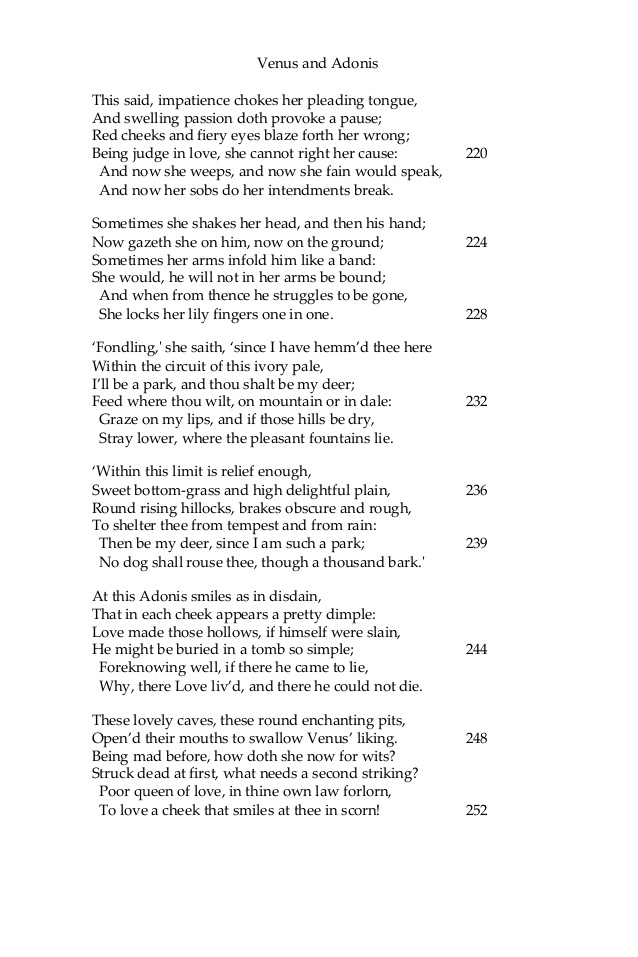 Venus and Adonis
This said, impatience chokes her pleading tongue,
And swelling passion doth provoke a pause;
Red cheeks and fiery eyes blaze forth her wrong;
Being judge in love, she cannot right her cause: 220
And now she weeps, and now she fain would speak,
And now her sobs do her intendments break.
Sometimes she shakes her head, and then his hand;
Now gazeth she on him, now on the ground; 224
Sometimes her arms infold him like a band:
She would, he will not in her arms be bound;
And when from thence he struggles to be gone,
She locks her lily fingers one in one. 228
‘Fondling,' she saith, ‘since I have hemm’d thee here
Within the circuit of this ivory pale,
I’ll be a park, and thou shalt be my deer;
Feed where thou wilt, on mountain or in dale: 232
Graze on my lips, and if those hills be dry,
Stray lower, where the pleasant fountains lie.
‘Within this limit is relief enough,
Sweet bottom-grass and high delightful plain, 236
Round rising hillocks, brakes obscure and rough,
To shelter thee from tempest and from rain:
Then be my deer, since I am such a park; 239
No dog shall rouse thee, though a thousand bark.'
At this Adonis smiles as in disdain,
That in each cheek appears a pretty dimple:
Love made those hollows, if himself were slain,
He might be buried in a tomb so simple; 244
Foreknowing well, if there he came to lie,
Why, there Love liv’d, and there he could not die.
These lovely caves, these round enchanting pits,
Open’d their mouths to swallow Venus’ liking. 248
Being mad before, how doth she now for wits?
Struck dead at first, what needs a second striking?
Poor queen of love, in thine own law forlorn,
To love a cheek that smiles at thee in scorn! 252